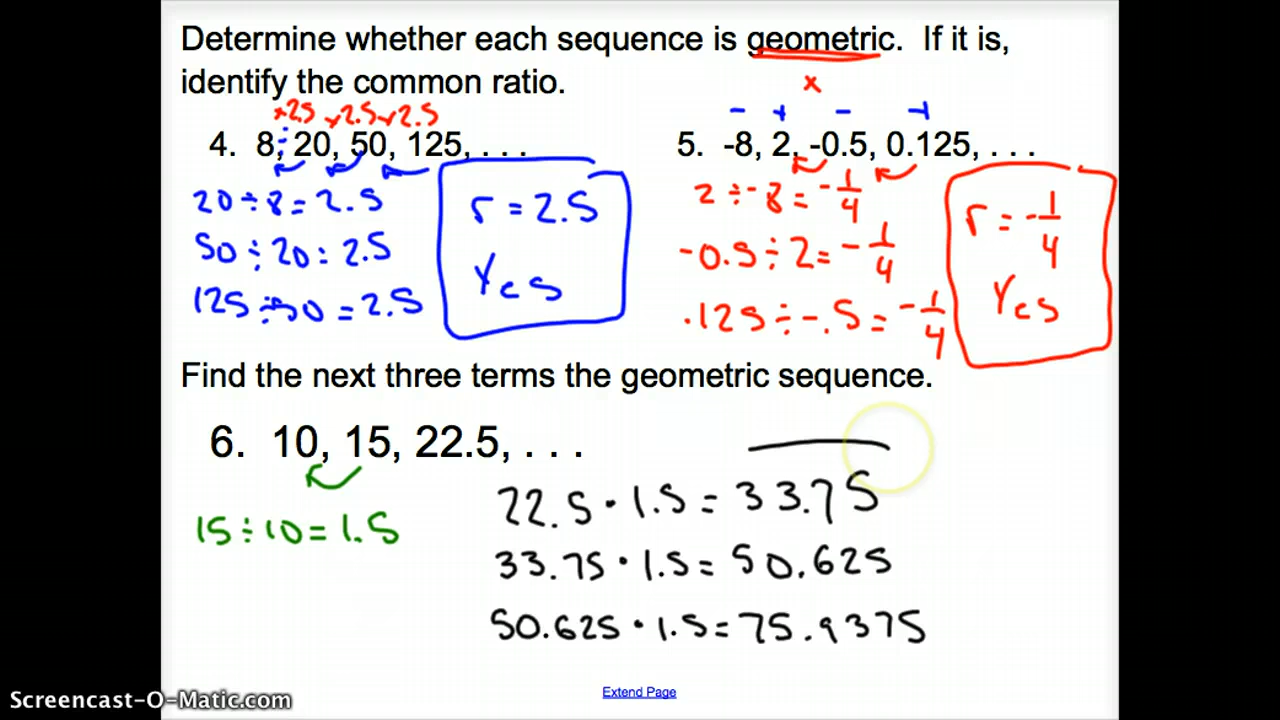 Determine whether each sequence is geometric. If it is,
identify the common ratio.
×
×2.5 ×2.5 ×2.5
- + - +
4. 8, 20, 50, 125, . . .
÷
5. -8, 2, -0.5, 0.125, . . .
20 ÷ 8 = 2.5
50 ÷ 20 = 2.5
125 ÷ 50 = 2.5
r = 2.5
Yes
2 ÷ -8 = -1/4
-0.5 ÷ 2 = -1/4
.125 ÷ -.5 = -1/4
r = -1/4
Yes
Find the next three terms the geometric sequence.
6. 10, 15, 22.5, . . .
15 ÷ 10 = 1.5
22.5 · 1.5 = 33.75
33.75 · 1.5 = 50.625
50.625 · 1.5 = 75.9375
Extend Page
Screencast-O-Matic.com